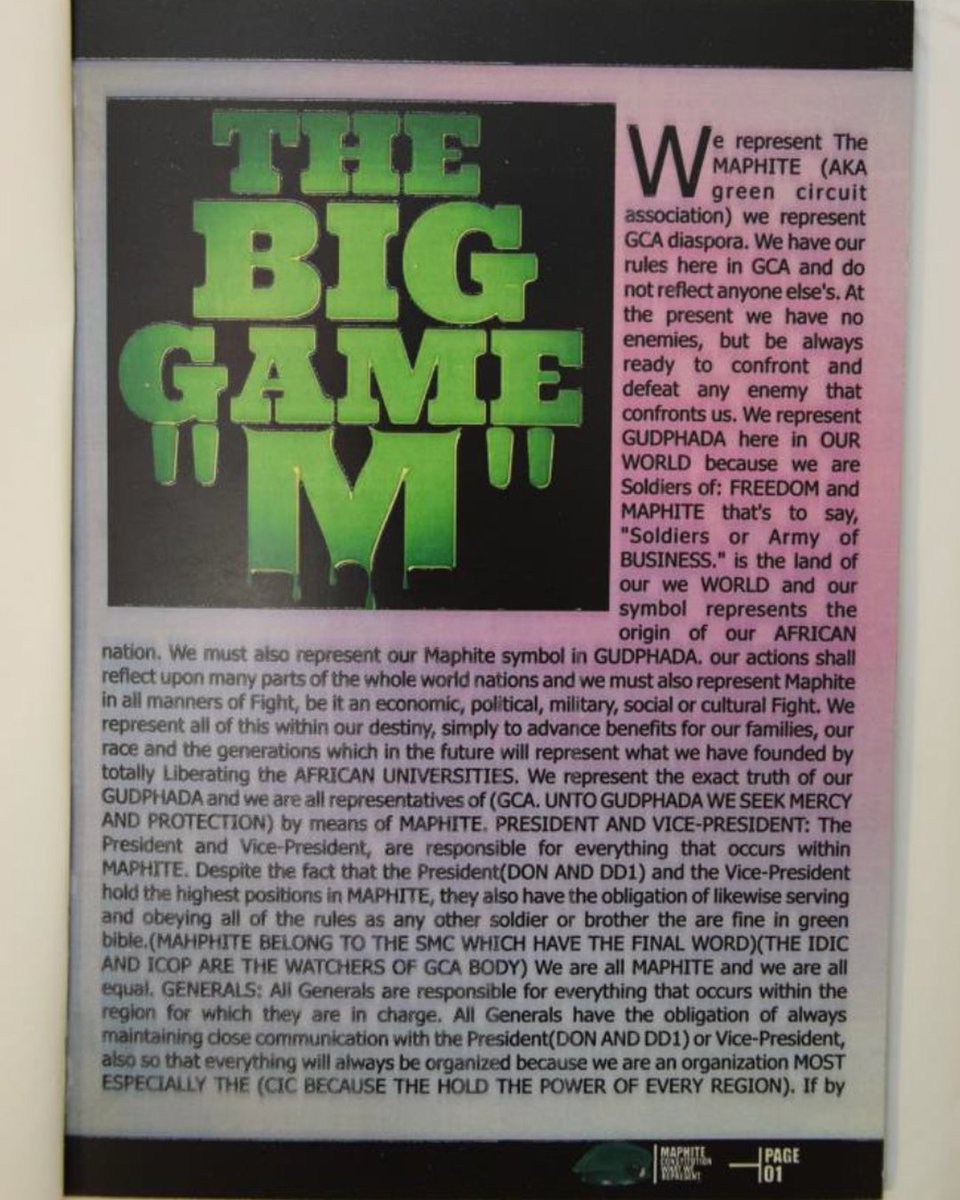 THE
BIG
GAME
"M"
We represent The
MAPHITE (AKA
green circuit
association) we represent
GCA diaspora. We have our
rules here in GCA and do
not reflect anyone else's. At
the present we have no
enemies, but be always
ready to confront and
defeat any enemy that
confronts us. We represent
GUDPHADA here in OUR
WORLD because we are
Soldiers of: FREEDOM and
MAPHITE that's to say,
"Soldiers or Army of
BUSINESS." is the land of
our we WORLD and our
symbol represents the
origin of our AFRICAN
nation. We must also represent our Maphite symbol in GUDPHADA. our actions shall
reflect upon many parts of the whole world nations and we must also represent Maphite
in all manners of Fight, be it an economic, political, military, social or cultural Fight. We
represent all of this within our destiny, simply to advance benefits for our families, our
race and the generations which in the future will represent what we have founded by
totally Liberating the AFRICAN UNIVERSITIES. We represent the exact truth of our
GUDPHADA and we are all representatives of (GCA. UNTO GUDPHADA WE SEEK MERCY
AND PROTECTION) by means of MAPHITE. PRESIDENT AND VICE-PRESIDENT: The
President and Vice-President, are responsible for everything that occurs within
MAPHITE. Despite the fact that the President(DON AND DD1) and the Vice-President
hold the highest positions in MAPHITE, they also have the obligation of likewise serving
and obeying all of the rules as any other soldier or brother the are fine in green
bible.(MAHPHITE BELONG TO THE SMC WHICH HAVE THE FINAL WORD)(THE IDIC
AND ICOP ARE THE WATCHERS OF GCA BODY) We are all MAPHITE and we are all
equal. GENERALS: All Generals are responsible for everything that occurs within the
region for which they are in charge. All Generals have the obligation of always
maintaining close communication with the President(DON AND DD1) or Vice-President,
also so that everything will always be organized because we are an organization MOST
ESPECIALLY THE (CIC BECAUSE THE HOLD THE POWER OF EVERY REGION). If by
MAPHITE
CONSTITUTION
WHAT WE
REPRESENT
PAGE
01